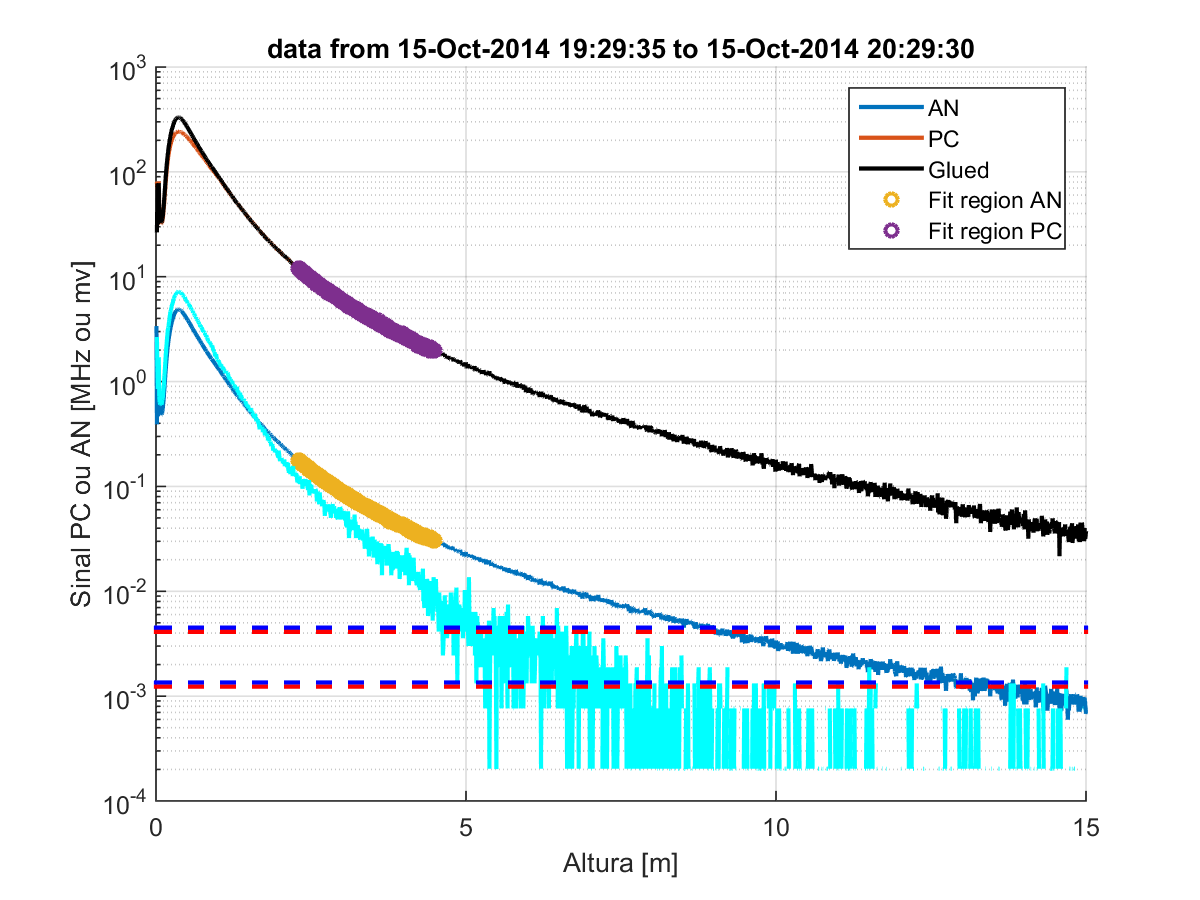 data from 15-Oct-2014 19:29:35 to 15-Oct-2014 20:29:30
10^3
10^2
10^1
10^0
10^-1
10^-2
10^-3
10^-4
Sinal PC ou AN [MHz ou mv]
AN
PC
Glued
Fit region AN
Fit region PC
0
5
10
15
Altura [m]